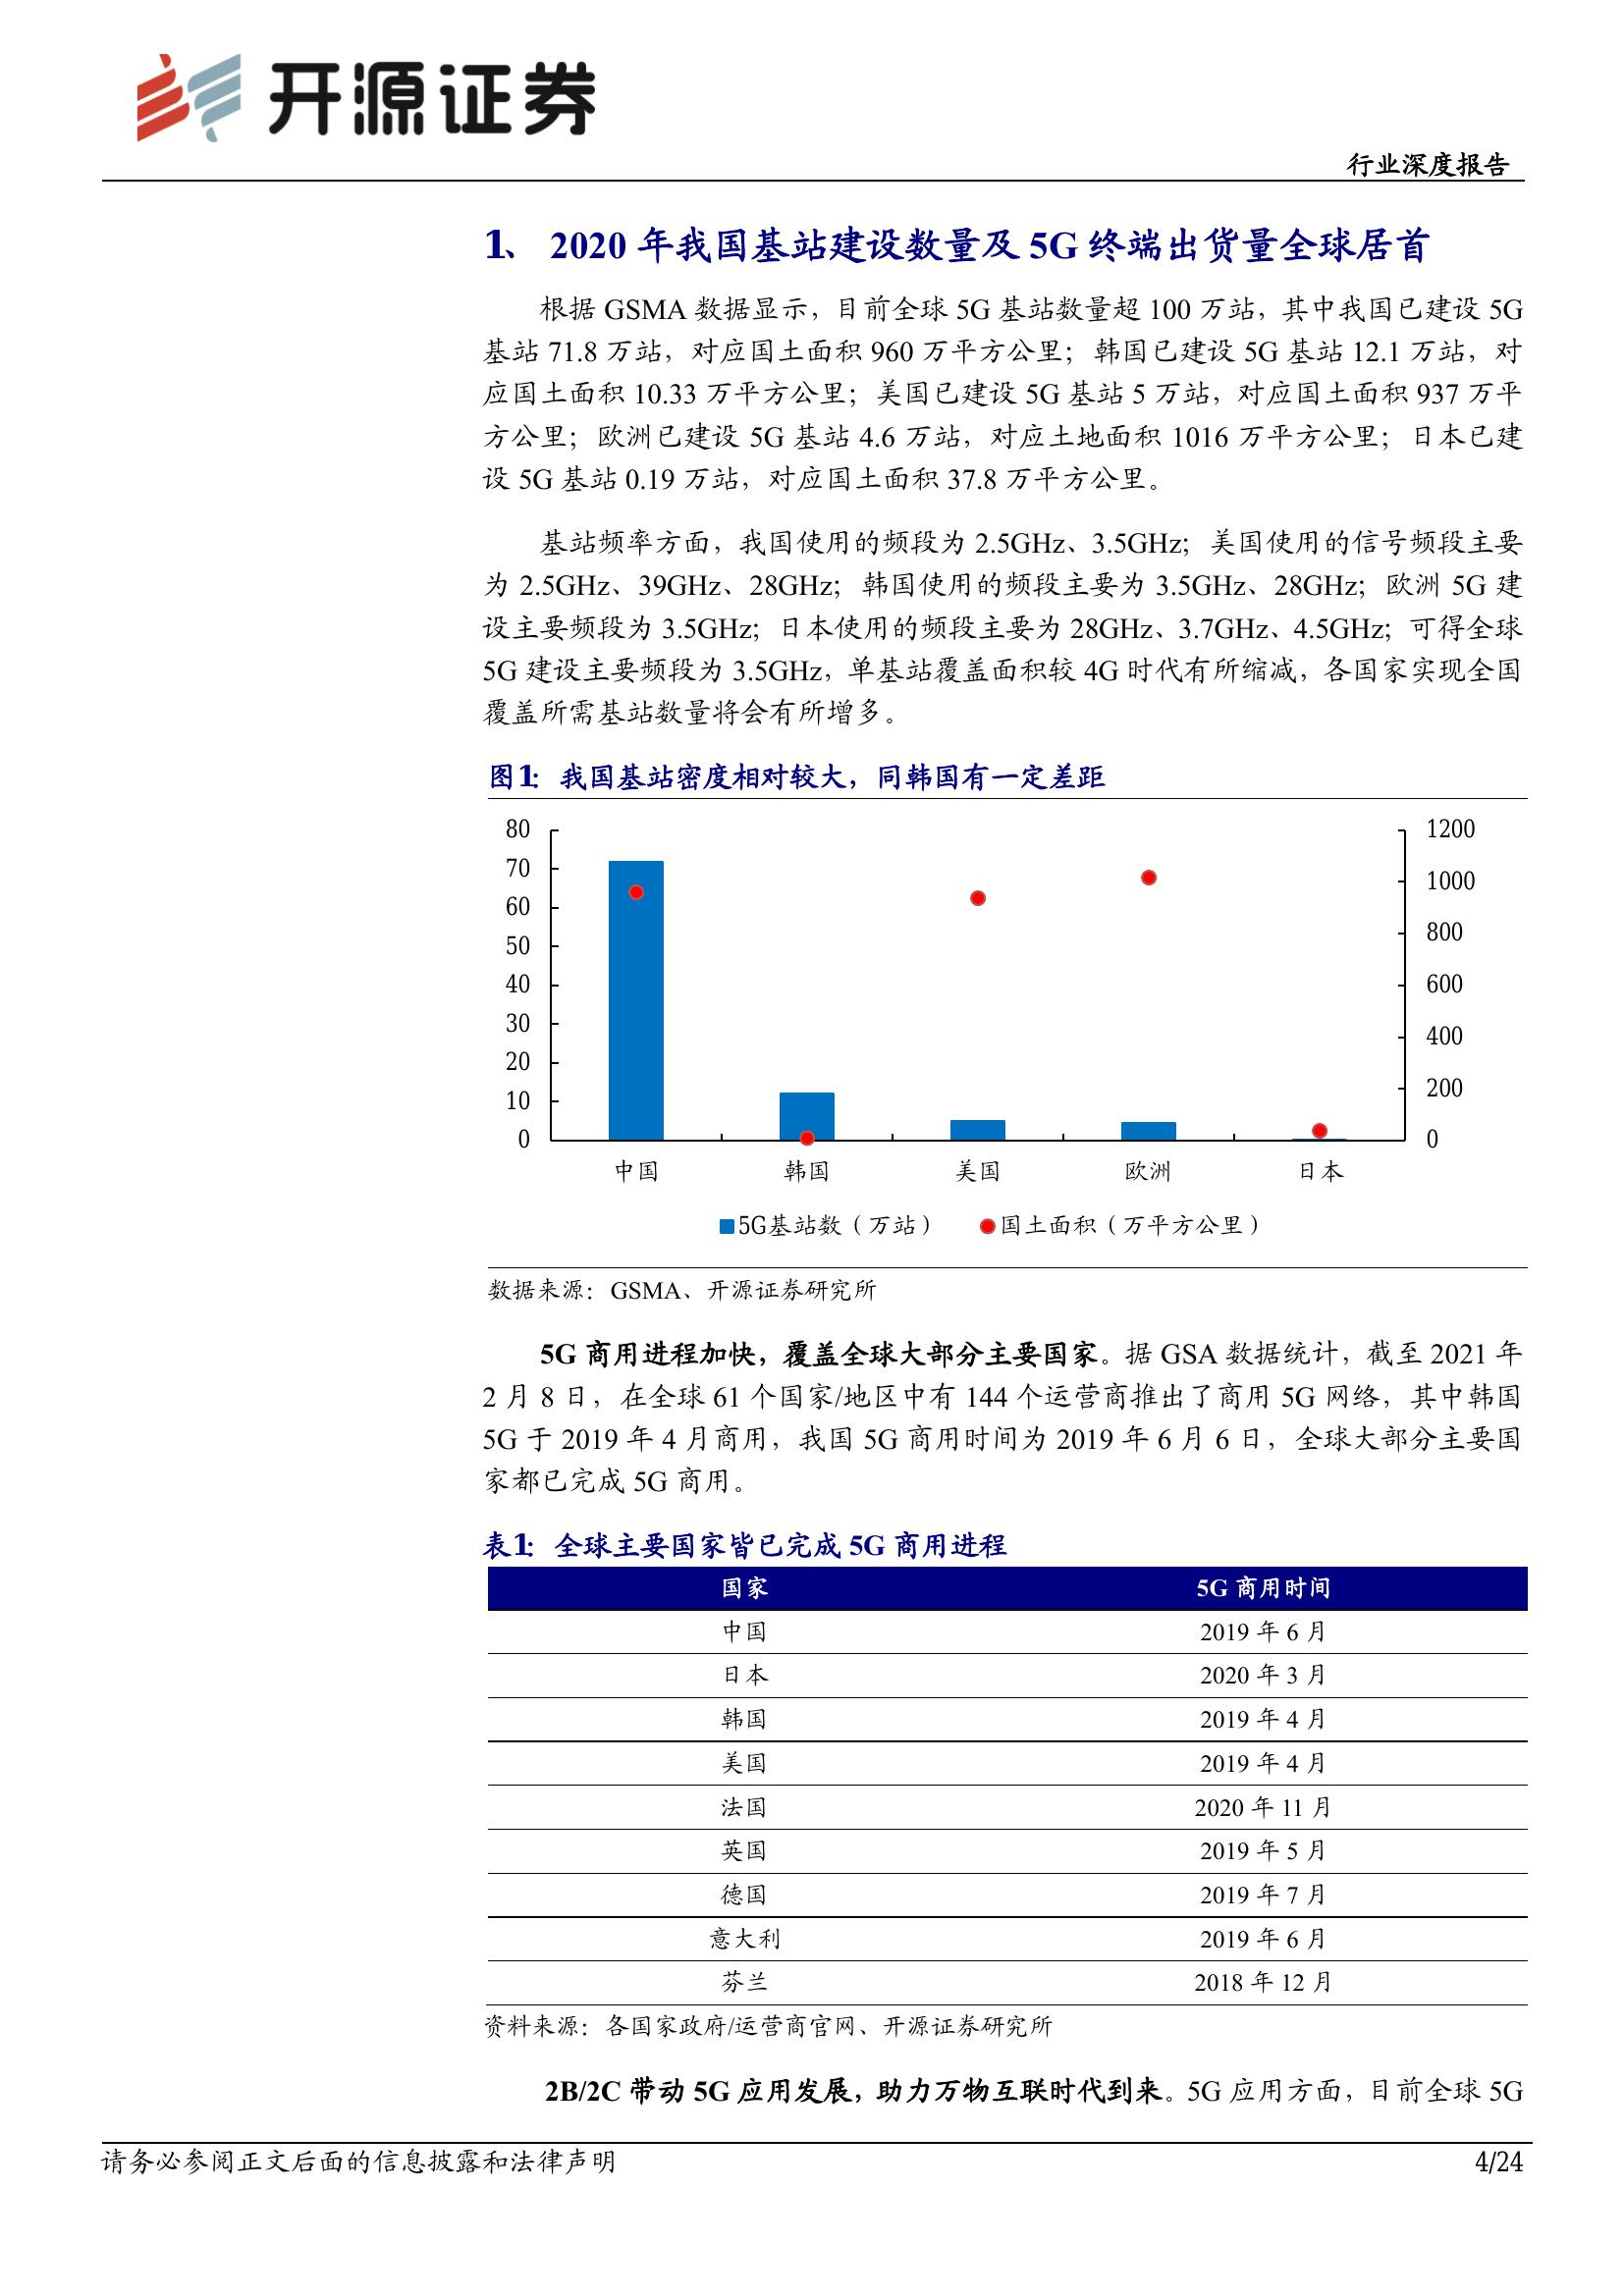 开源证券
行业深度报告
1、 2020 年我国基站建设数量及 5G 终端出货量全球居首
根据 GSMA 数据显示，目前全球 5G 基站数量超 100 万站，其中我国已建设 5G
基站 71.8 万站，对应国土面积 960 万平方公里；韩国已建设 5G 基站 12.1 万站，对
应国土面积 10.33 万平方公里；美国已建设 5G 基站 5 万站，对应国土面积 937 万平
方公里；欧洲已建设 5G 基站 4.6 万站，对应土地面积 1016 万平方公里；日本已建
设 5G 基站 0.19 万站，对应国土面积 37.8 万平方公里。
基站频率方面，我国使用的频段为 2.5GHz、3.5GHz；美国使用的信号频段主要
为 2.5GHz、39GHz、28GHz；韩国使用的频段主要为 3.5GHz、28GHz；欧洲 5G 建
设主要频段为 3.5GHz；日本使用的频段主要为 28GHz、3.7GHz、4.5GHz；可得全球
5G 建设主要频段为 3.5GHz，单基站覆盖面积较 4G 时代有所缩减，各国家实现全国
覆盖所需基站数量将会有所增多。
图1：我国基站密度相对较大，同韩国有一定差距
80 1200
70 1000
60 800
50 600
40 400
30 200
20 0
10
0
中国 韩国 美国 欧洲 日本
5G基站数（万站） 国土面积（万平方公里）
数据来源：GSMA、开源证券研究所
5G 商用进程加快，覆盖全球大部分主要国家。据 GSA 数据统计，截至 2021 年
2 月 8 日，在全球 61 个国家/地区中有 144 个运营商推出了商用 5G 网络，其中韩国
5G 于 2019 年 4 月商用，我国 5G 商用时间为 2019 年 6 月 6 日，全球大部分主要国
家都已完成 5G 商用。
表1：全球主要国家皆已完成 5G 商用进程
国家 5G 商用时间
中国 2019 年 6 月
日本 2020 年 3 月
韩国 2019 年 4 月
美国 2019 年 4 月
法国 2020 年 11 月
英国 2019 年 5 月
德国 2019 年 7 月
意大利 2019 年 6 月
芬兰 2018 年 12 月
资料来源：各国家政府/运营商官网、开源证券研究所
2B/2C 带动 5G 应用发展，助力万物互联时代到来。5G 应用方面，目前全球 5G
请务必参阅正文后面的信息披露和法律声明 4/24